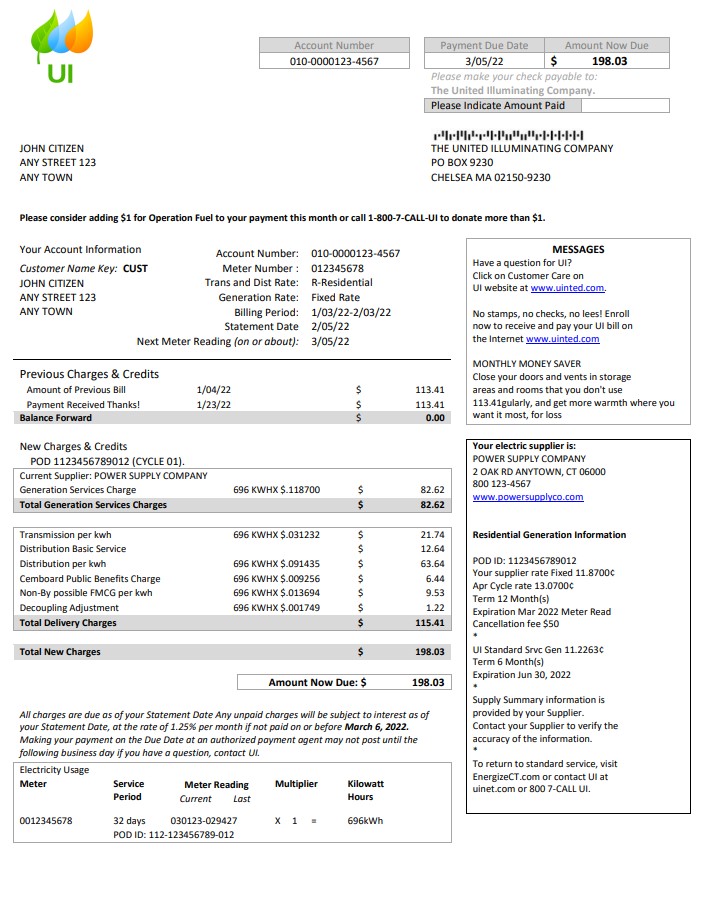 UI
Account Number
010-0000123-4567
Payment Due Date Amount Now Due
3/05/22 $ 198.03
Please make your check payable to:
The United Illuminating Company.
Please Indicate Amount Paid
JOHN CITIZEN
ANY STREET 123
ANY TOWN
THE UNITED ILLUMINATING COMPANY
PO BOX 9230
CHELSEA MA 02150-9230
Please consider adding $1 for Operation Fuel to your payment this month or call 1-800-7-CALL-UI to donate more than $1.
Your Account Information
Customer Name Key: CUST
JOHN CITIZEN
ANY STREET 123
ANY TOWN
Account Number: 010-0000123-4567
Meter Number : 012345678
Trans and Dist Rate: R-Residential
Generation Rate: Fixed Rate
Billing Period: 1/03/22-2/03/22
Statement Date 2/05/22
Next Meter Reading (on or about): 3/05/22
Previous Charges & Credits
Amount of Previous Bill 1/04/22 $ 113.41
Payment Received Thanks! 1/23/22 $ 113.41
Balance Forward $ 0.00
New Charges & Credits
POD 1123456789012 (CYCLE 01).
Current Supplier: POWER SUPPLY COMPANY
Generation Services Charge 696 KWHX $.118700 $ 82.62
Total Generation Services Charges $ 82.62
Transmission per kwh 696 KWHX $.031232 $ 21.74
Distribution Basic Service $ 12.64
Distribution per kwh 696 KWHX $.091435 $ 63.64
Cemboard Public Benefits Charge 696 KWHX $.009256 $ 6.44
Non-By possible FMCG per kwh 696 KWHX $.013694 $ 9.53
Decoupling Adjustment 696 KWHX $.001749 $ 1.22
Total Delivery Charges $ 115.41
Total New Charges $ 198.03
Amount Now Due: $ 198.03
All charges are due as of your Statement Date Any unpaid charges will be subject to interest as of
your Statement Date, at the rate of 1.25% per month if not paid on or before March 6, 2022.
Making your payment on the Due Date at an authorized payment agent may not post until the
following business day if you have a question, contact UI.
Electricity Usage
Meter Service Meter Reading Multiplier Kilowatt
Period Current Last Hours
0012345678 32 days 030123-029427 X 1 = 696kWh
POD ID: 112-123456789-012
MESSAGES
Have a question for UI?
Click on Customer Care on
UI website at www.uinted.com.
No stamps, no checks, no lees! Enroll
now to receive and pay your UI bill on
the Internet www.uinted.com
MONTHLY MONEY SAVER
Close your doors and vents in storage
areas and rooms that you don't use
113.41gularly, and get more warmth where you
want it most, for loss
Your electric supplier is:
POWER SUPPLY COMPANY
2 OAK RD ANYTOWN, CT 06000
800 123-4567
www.powersupplyco.com
Residential Generation Information
POD ID: 1123456789012
Your supplier rate Fixed 11.8700¢
Apr Cycle rate 13.0700¢
Term 12 Month(s)
Expiration Mar 2022 Meter Read
Cancellation fee $50
*
UI Standard Srvc Gen 11.2263¢
Term 6 Month(s)
Expiration Jun 30, 2022
*
Supply Summary information is
provided by your Supplier.
Contact your Supplier to verify the
accuracy of the information.
*
To return to standard service, visit
EnergizeCT.com or contact UI at
uinet.com or 800 7-CALL UI.